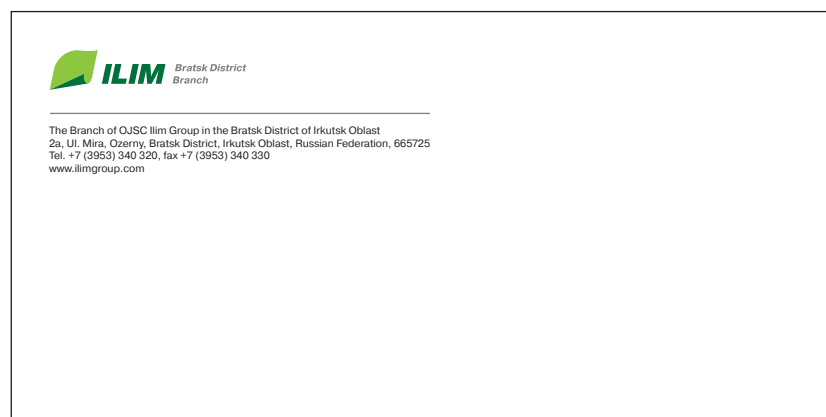 ILIM Bratsk District
Branch
The Branch of OJSC Ilim Group in the Bratsk District of Irkutsk Oblast
2a, Ul. Mira, Ozerny, Bratsk District, Irkutsk Oblast, Russian Federation, 665725
Tel. +7 (3953) 340 320, fax +7 (3953) 340 330
www.ilimgroup.com